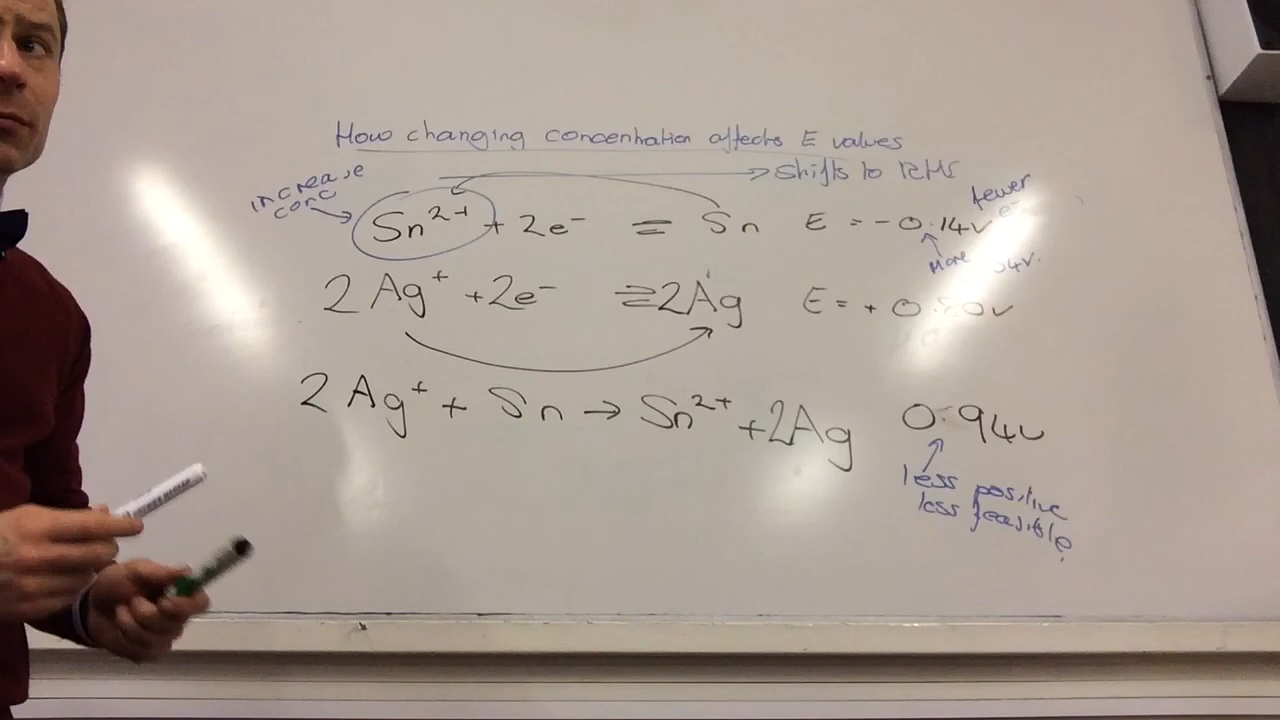 How changing concentration affects E values
→ shifts to RHS
increase
conc
Sn²⁺ + 2e⁻ = Sn E = -0.14v
fewer
e⁻
More
2Ag⁺ + 2e⁻ ⇌ 2Ag E = +0.80v
2Ag⁺ + Sn → Sn²⁺ + 2Ag 0.94v
less positive
less feasible